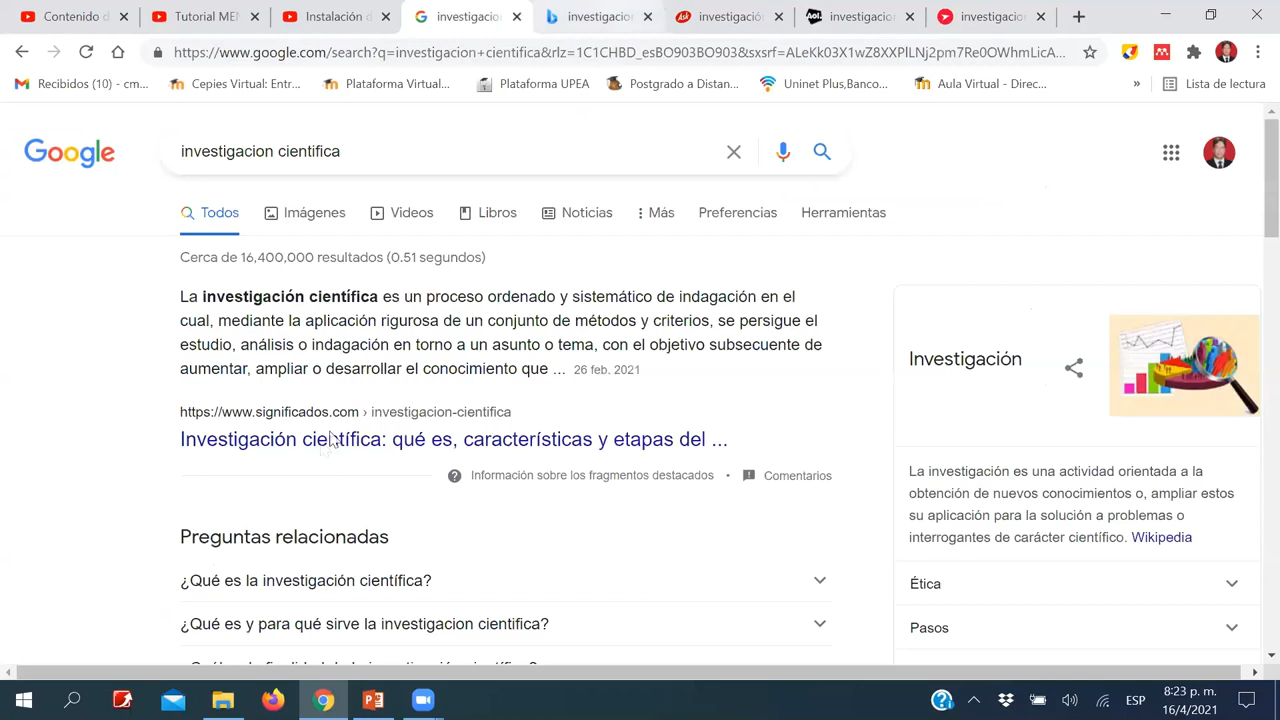 Contenido d
Tutorial MEI
Instalación d
investigacion
investigacion
investigación
investigacion
investigacion
https://www.google.com/search?q=investigacion+cientifica&rlz=1C1CHBD_esBO903BO903&sxsrf=ALeKk03X1wZ8XXPlLNj2pm7Re0OWhmLicA...
Recibidos (10) - cm...
Cepies Virtual: Entr...
Plataforma Virtual...
Plataforma UPEA
Postgrado a Distan...
Uninet Plus,Banco...
Aula Virtual - Direc...
»
Lista de lectura
Google
investigacion cientifica
Todos
Imágenes
Videos
Libros
Noticias
Más
Preferencias
Herramientas
Cerca de 16,400,000 resultados (0.51 segundos)
La investigación científica es un proceso ordenado y sistemático de indagación en el
cual, mediante la aplicación rigurosa de un conjunto de métodos y criterios, se persigue el
estudio, análisis o indagación en torno a un asunto o tema, con el objetivo subsecuente de
aumentar, ampliar o desarrollar el conocimiento que ... 26 feb. 2021
https://www.significados.com › investigacion-cientifica
Investigación científica: qué es, características y etapas del ...
Información sobre los fragmentos destacados • Comentarios
Preguntas relacionadas
¿Qué es la investigación científica?
¿Qué es y para qué sirve la investigacion cientifica?
Investigación
La investigación es una actividad orientada a la
obtención de nuevos conocimientos o, ampliar estos
su aplicación para la solución a problemas o
interrogantes de carácter científico. Wikipedia
Ética
Pasos
ESP
8:23 p. m.
16/4/2021